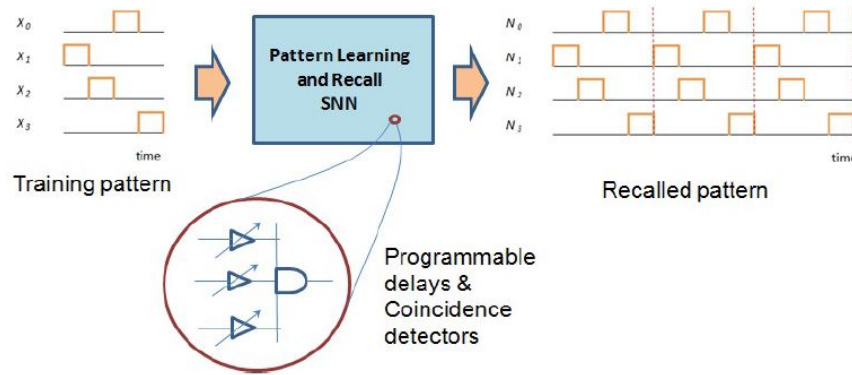 X₀
X₁
X₂
X₃
time
Training pattern
Pattern Learning
and Recall
SNN
N₀
N₁
N₂
N₃
time
Recalled pattern
Programmable
delays &
Coincidence
detectors